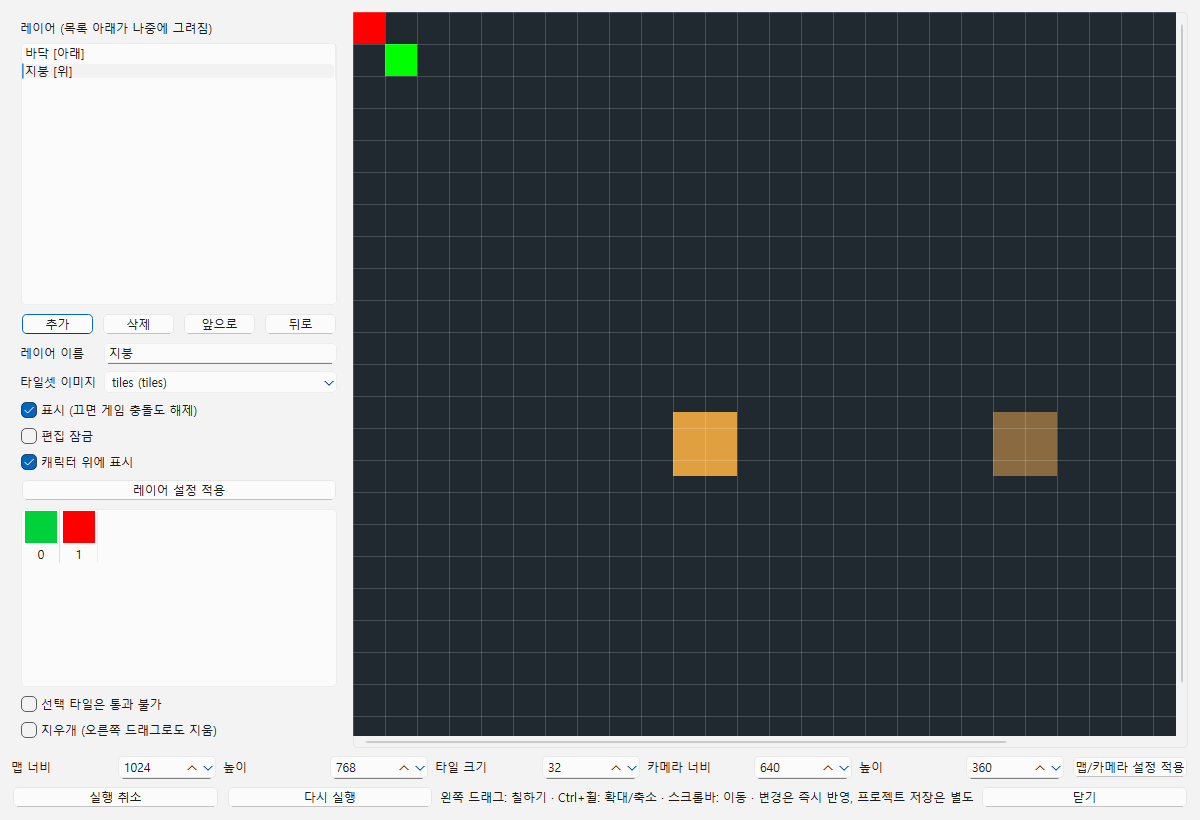 레이어 (목록 아래가 나중에 그려짐)
바닥 [아래]
지붕 [위]
추가 삭제 앞으로 뒤로
레이어 이름 지붕
타일셋 이미지 tiles (tiles)
표시 (끄면 게임 충돌도 해제)
편집 잠금
캐릭터 위에 표시
레이어 설정 적용
0 1
선택 타일은 통과 불가
지우개 (오른쪽 드래그로도 지움)
맵 너비 1024 높이 768 타일 크기 32 카메라 너비 640 높이 360 맵/카메라 설정 적용
실행 취소 다시 실행 왼쪽 드래그: 칠하기 · Ctrl+휠: 확대/축소 · 스크롤바: 이동 · 변경은 즉시 반영, 프로젝트 저장은 별도 닫기